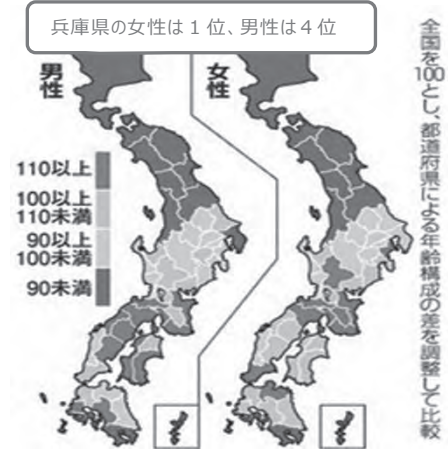 兵庫県の女性は1位、男性は4位
男性
女性
110以上
100以上
110未満
90以上
100未満
90未満
全国を100とし、都道府県による年齢構成の差を調整して比較